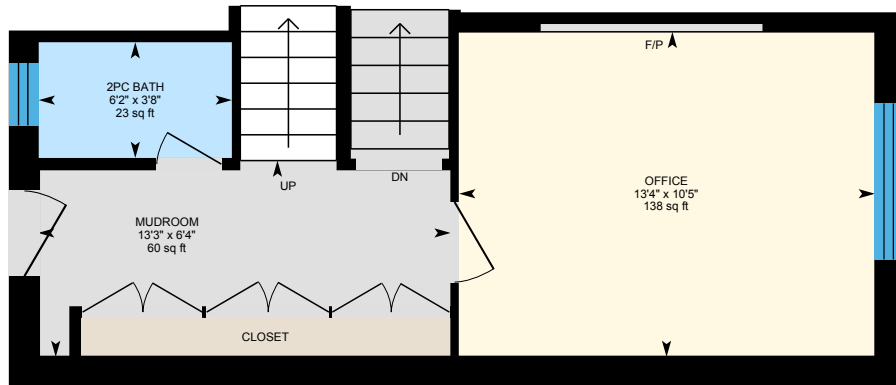 F/P
2PC BATH
6'2" x 3'8"
23 sq ft
UP
DN
OFFICE
13'4" x 10'5"
138 sq ft
MUDROOM
13'3" x 6'4"
60 sq ft
CLOSET